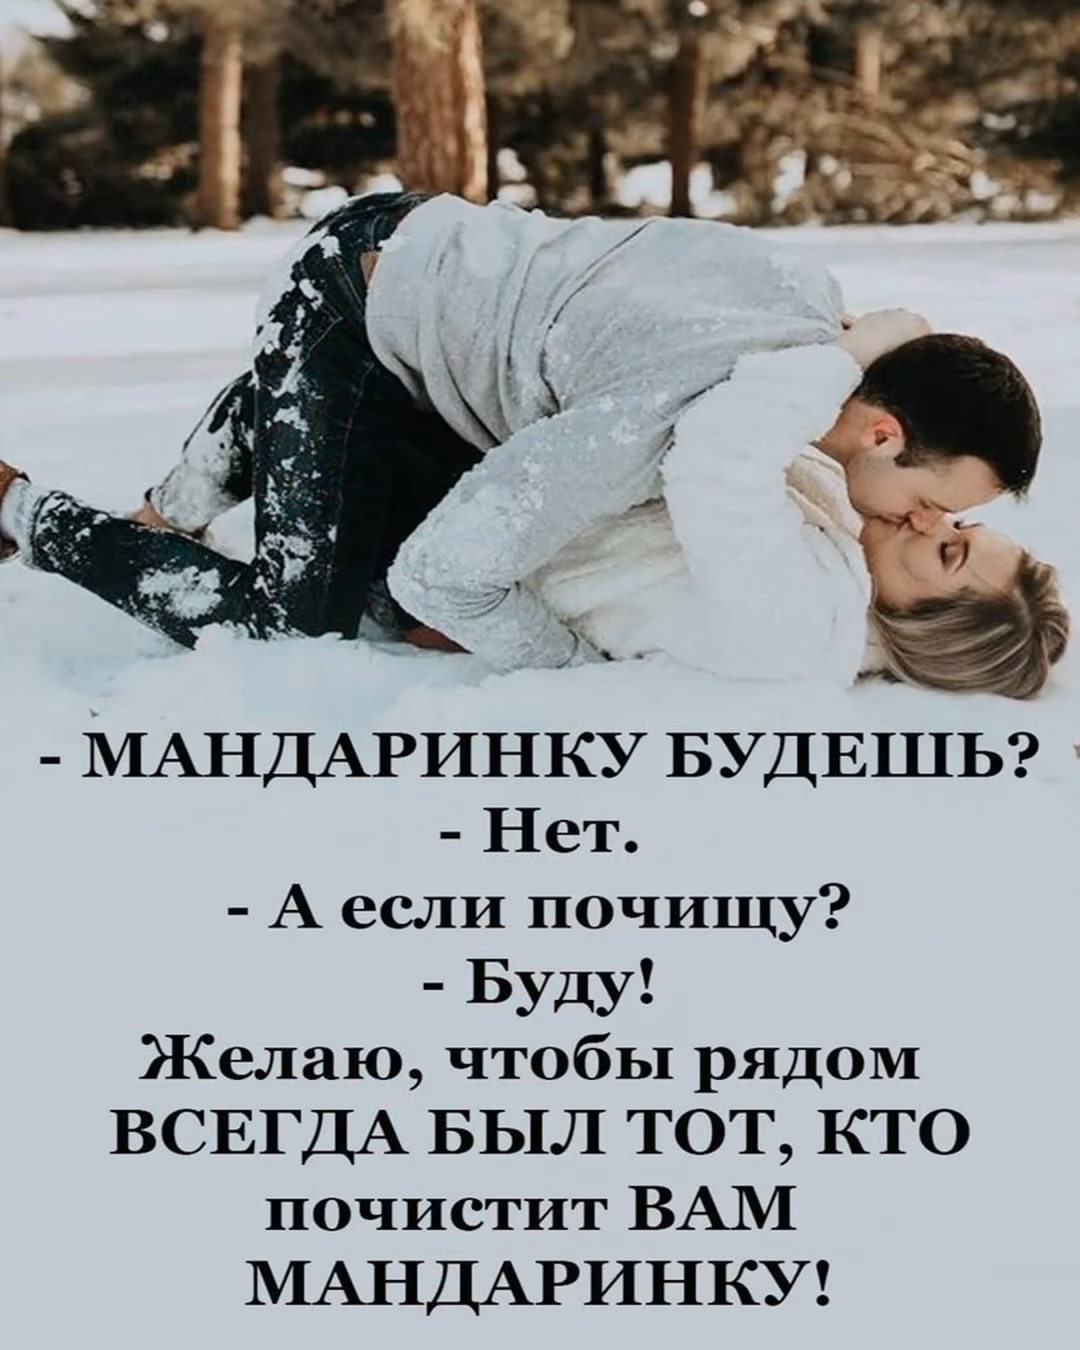 - МАНДАРИНКУ БУДЕШЬ?
- Нет.
- А если почищу?
- Буду!
Желаю, чтобы рядом
ВСЕГДА БЫЛ ТОТ, КТО
почистит ВАМ
МАНДАРИНКУ!